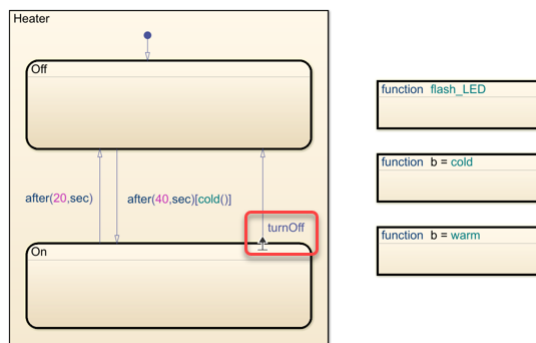 Heater
Off
after(20,sec)
after(40,sec)[cold()]
turnOff
On
function flash_LED
function b = cold
function b = warm